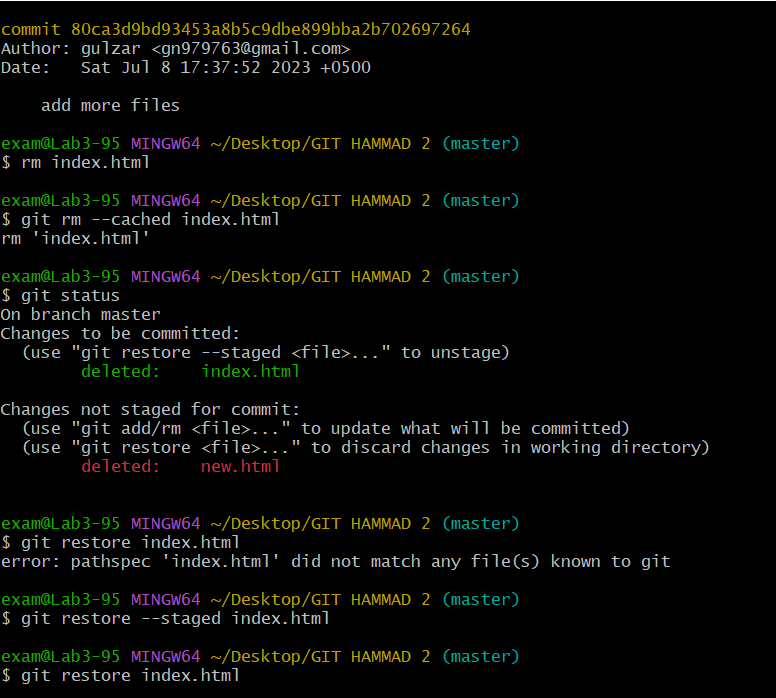 commit 80ca3d9bd93453a8b5c9dbe899bba2b702697264
Author: gulzar <gn979763@gmail.com>
Date:   Sat Jul 8 17:37:52 2023 +0500
    add more files
exam@Lab3-95 MINGW64 ~/Desktop/GIT HAMMAD 2 (master)
$ rm index.html
exam@Lab3-95 MINGW64 ~/Desktop/GIT HAMMAD 2 (master)
$ git rm --cached index.html
rm 'index.html'
exam@Lab3-95 MINGW64 ~/Desktop/GIT HAMMAD 2 (master)
$ git status
On branch master
Changes to be committed:
  (use "git restore --staged <file>..." to unstage)
        deleted:    index.html
Changes not staged for commit:
  (use "git add/rm <file>..." to update what will be committed)
  (use "git restore <file>..." to discard changes in working directory)
        deleted:    new.html
exam@Lab3-95 MINGW64 ~/Desktop/GIT HAMMAD 2 (master)
$ git restore index.html
error: pathspec 'index.html' did not match any file(s) known to git
exam@Lab3-95 MINGW64 ~/Desktop/GIT HAMMAD 2 (master)
$ git restore --staged index.html
exam@Lab3-95 MINGW64 ~/Desktop/GIT HAMMAD 2 (master)
$ git restore index.html